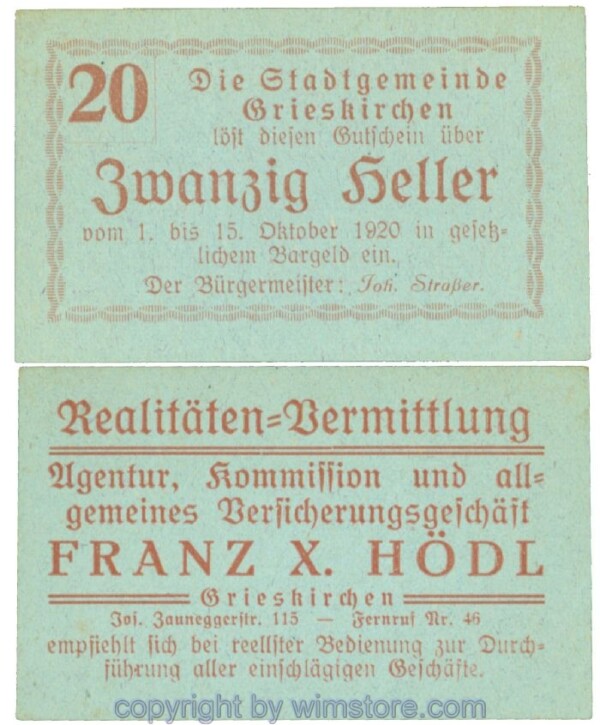 20
Die Stadtgemeinde
Grieskirchen
löst diesen Gutschein über
Zwanzig Heller
vom 1. bis 15. Oktober 1920 in gesetz-
lichem Bargeld ein.
Der Bürgermeister: Joh. Straßer.
Realitäten-Vermittlung
Agentur, Kommission und all-
gemeines Versicherungsgeschäft
FRANZ X. HÖDL
Grieskirchen
Jos. Zauneggerstr. 115 — Fernruf Nr. 46
empfiehlt sich bei reellster Bedienung zur Durch-
führung aller einschlägigen Geschäfte.
copyright by wimstore.com